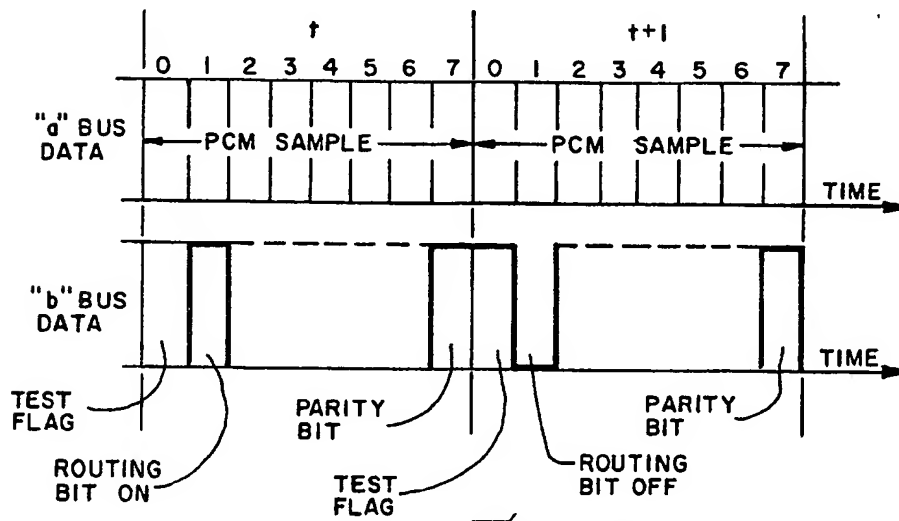 t t+1
0 1 2 3 4 5 6 7 0 1 2 3 4 5 6 7
"a" BUS
DATA
PCM SAMPLE PCM SAMPLE
TIME
"b" BUS
DATA
TIME
TEST
FLAG
ROUTING
BIT ON
PARITY
BIT
TEST
FLAG
ROUTING
BIT OFF
PARITY
BIT